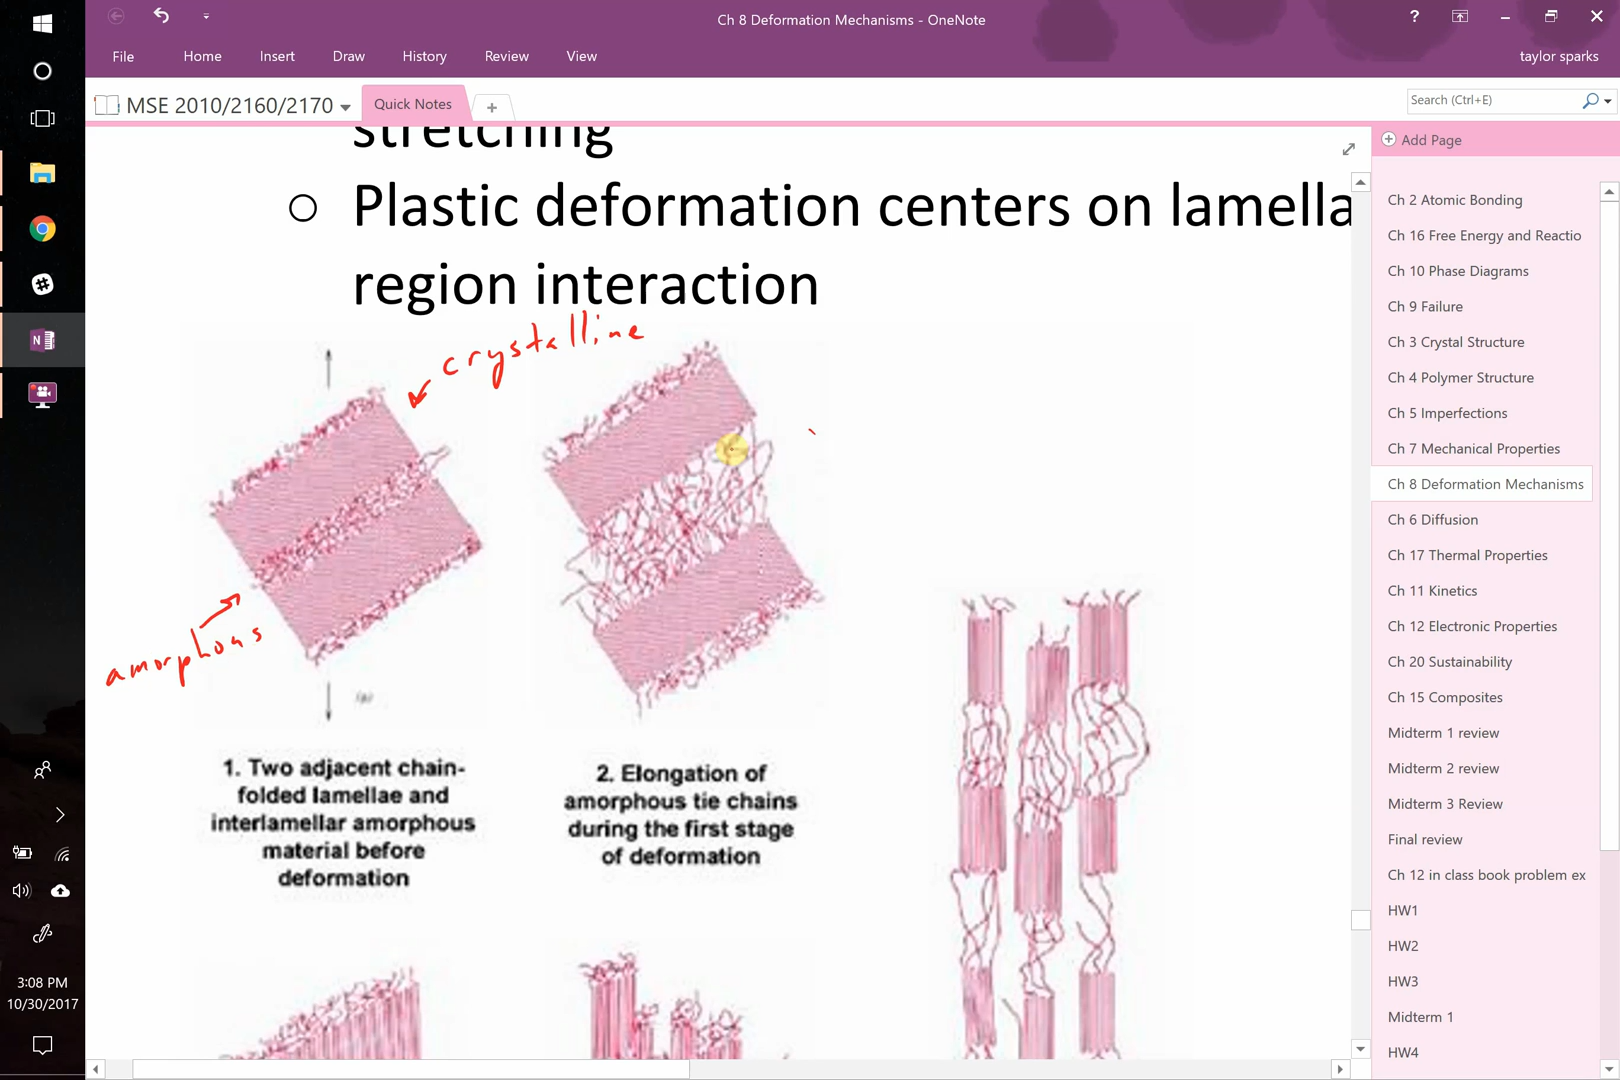 Ch 8 Deformation Mechanisms - OneNote
?
File
Home
Insert
Draw
History
Review
View
taylor sparks
MSE 2010/2160/2170
Quick Notes
+
Search (Ctrl+E)
stretching
Plastic deformation centers on lamella
region interaction
crystalline
amorphous
1. Two adjacent chain-
folded lamellae and
interlamellar amorphous
material before
deformation
2. Elongation of
amorphous tie chains
during the first stage
of deformation
Add Page
Ch 2 Atomic Bonding
Ch 16 Free Energy and Reactio
Ch 10 Phase Diagrams
Ch 9 Failure
Ch 3 Crystal Structure
Ch 4 Polymer Structure
Ch 5 Imperfections
Ch 7 Mechanical Properties
Ch 8 Deformation Mechanisms
Ch 6 Diffusion
Ch 17 Thermal Properties
Ch 11 Kinetics
Ch 12 Electronic Properties
Ch 20 Sustainability
Ch 15 Composites
Midterm 1 review
Midterm 2 review
Midterm 3 Review
Final review
Ch 12 in class book problem ex
HW1
HW2
HW3
Midterm 1
HW4
N
3:08 PM
10/30/2017